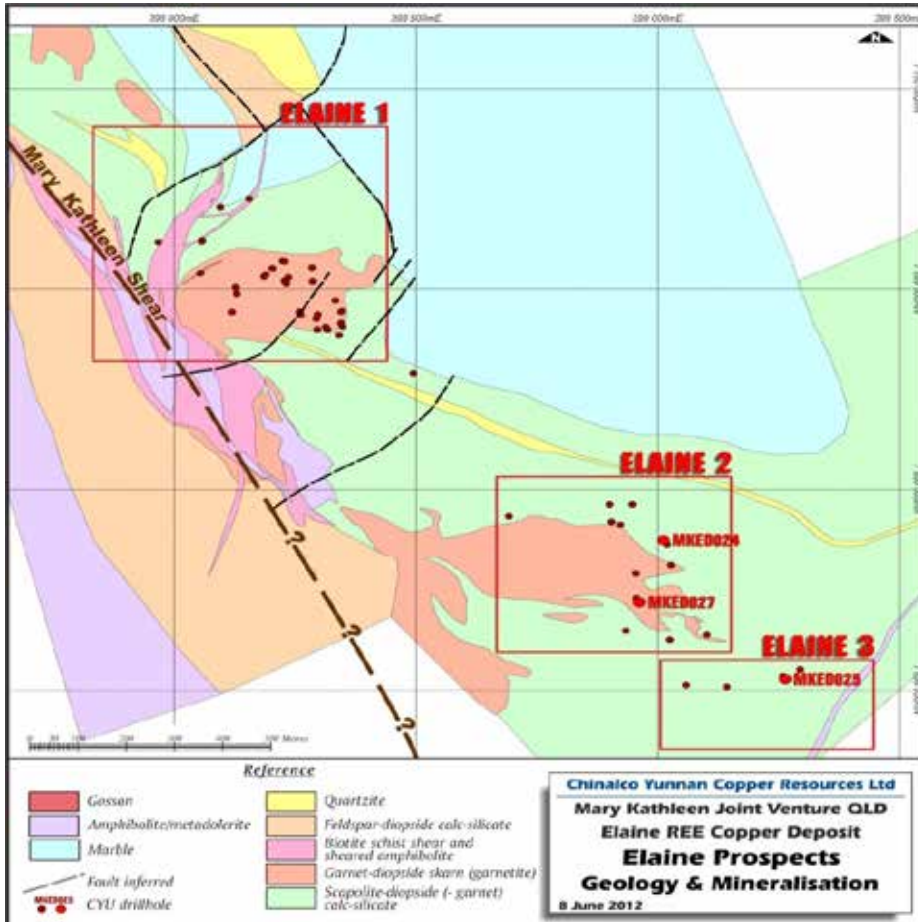 ELAINE 1
Mary Kathleen Shear
ELAINE 2
MKED024
MKED027
ELAINE 3
MKED025
?
?
?
N
Reference
Gossan
Amphibolite/metadolerite
Marble
Fault inferred
CYU drillhole
Quartzite
Feldspar-diopside calc-silicate
Biotite schist shear and
sheared amphibolite
Garnet-diopside skarn (garnetite)
Scapolite-diopside (- garnet)
calc-silicate
Chinalco Yunnan Copper Resources Ltd
Mary Kathleen Joint Venture QLD
Elaine REE Copper Deposit
Elaine Prospects
Geology & Mineralisation
8 June 2012